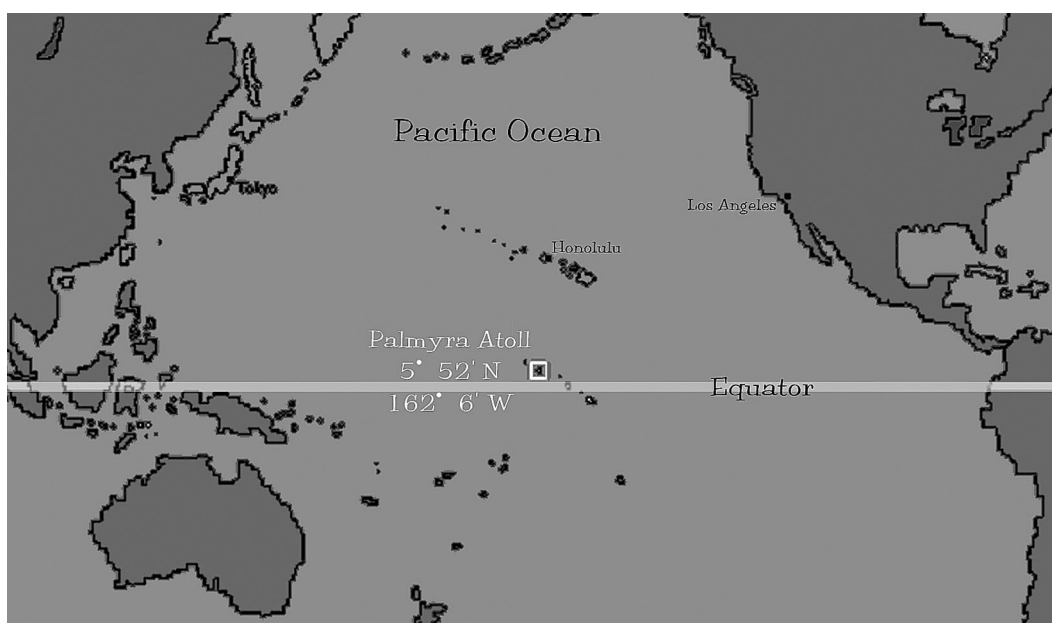 Pacific Ocean
Tokyo
Los Angeles
Honolulu
Palmyra Atoll
5° 52' N
Equator
162° 6' W